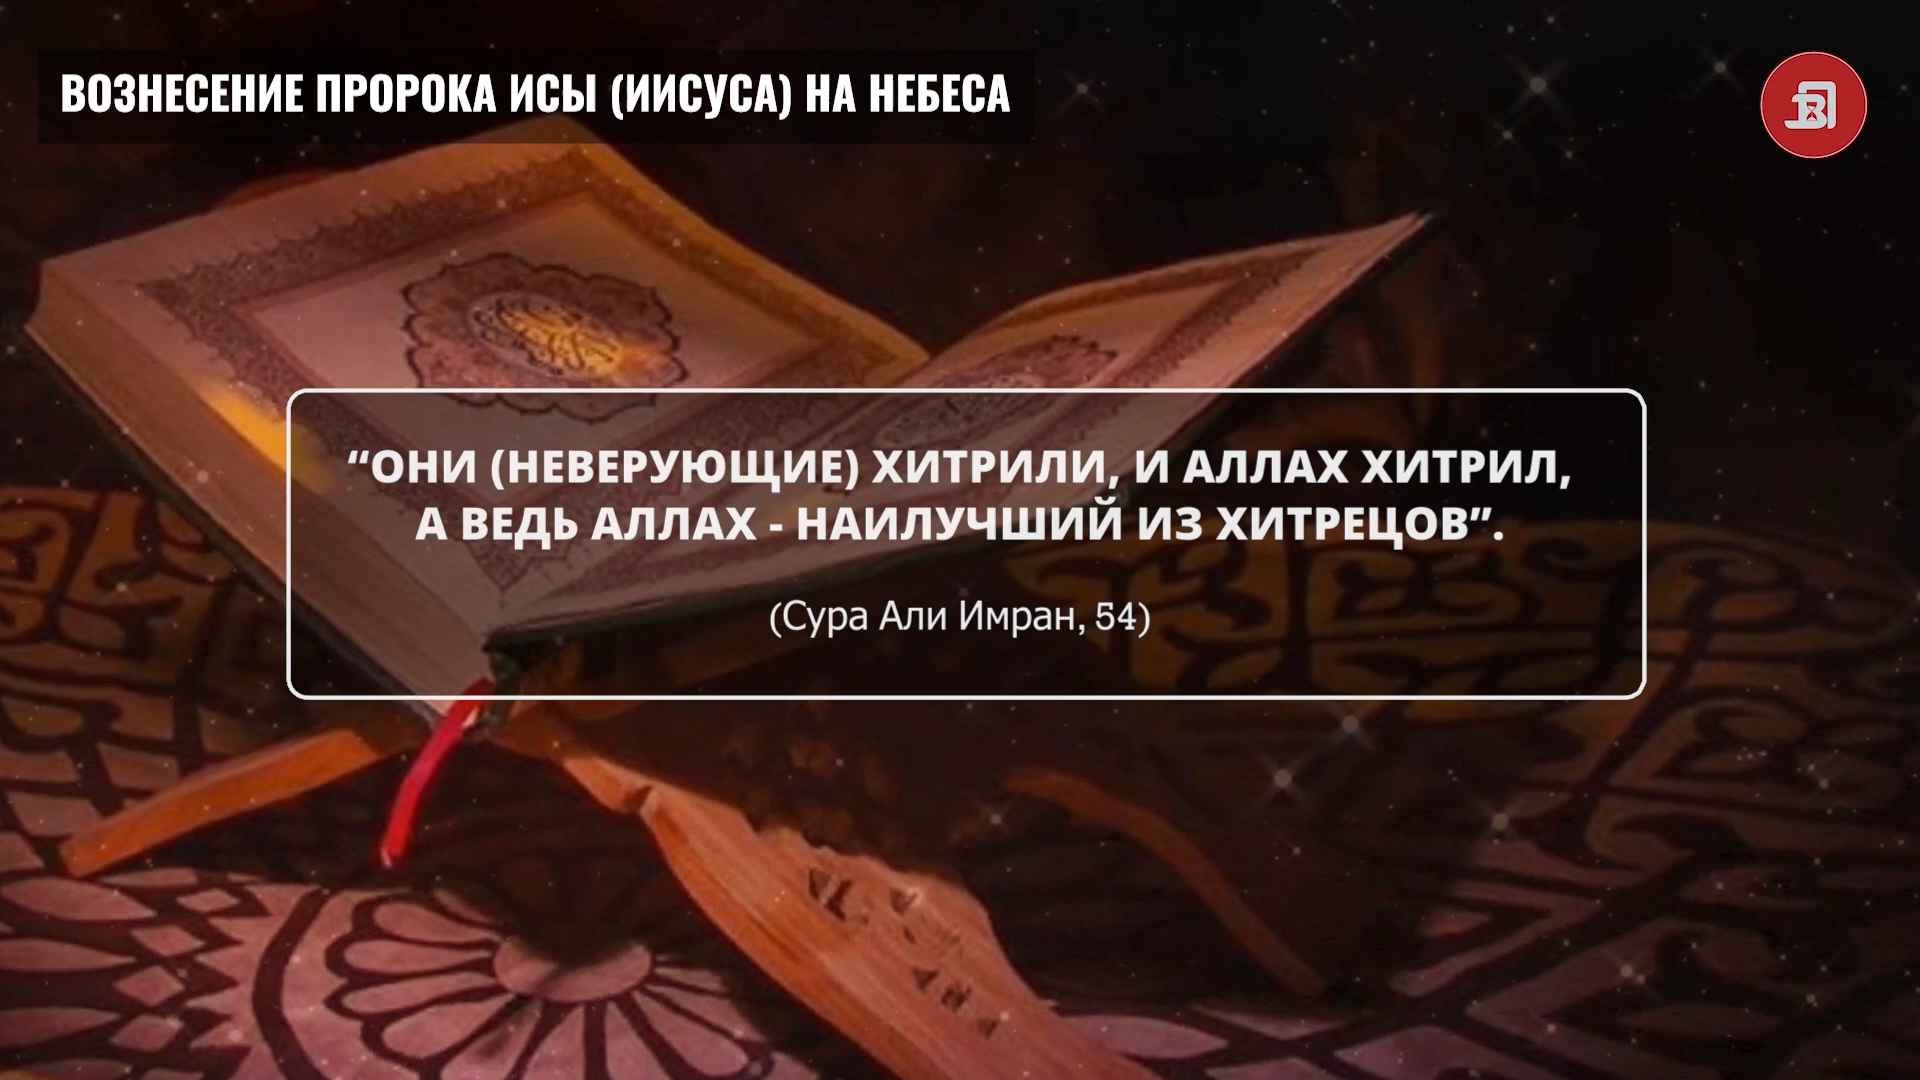 ВОЗНЕСЕНИЕ ПРОРОКА ИСЫ (ИИСУСА) НА НЕБЕСА
“ОНИ (НЕВЕРУЮЩИЕ) ХИТРИЛИ, И АЛЛАХ ХИТРИЛ,
А ВЕДЬ АЛЛАХ - НАИЛУЧШИЙ ИЗ ХИТРЕЦОВ”.
(Сура Али Имран, 54)